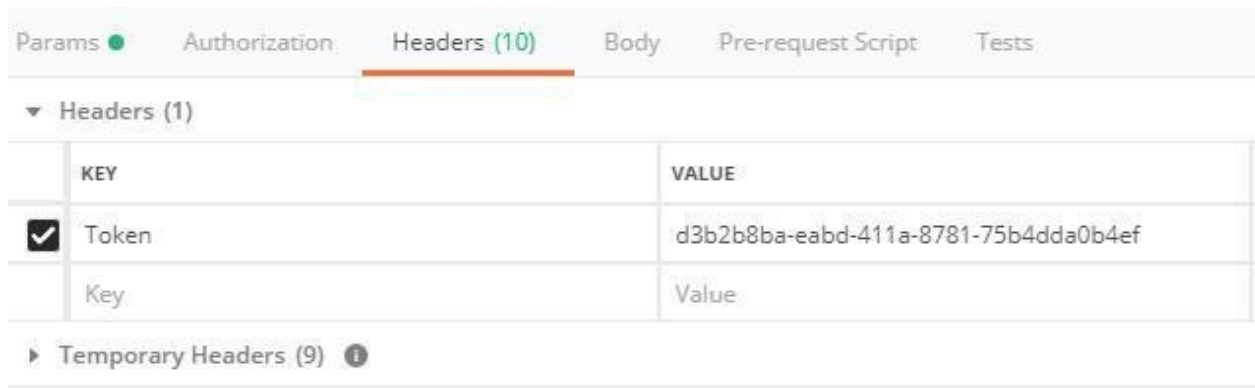 Params Authorization Headers (10) Body Pre-request Script Tests
Headers (1)
KEY VALUE
Token d3b2b8ba-eabd-411a-8781-75b4dda0b4ef
Key Value
Temporary Headers (9)